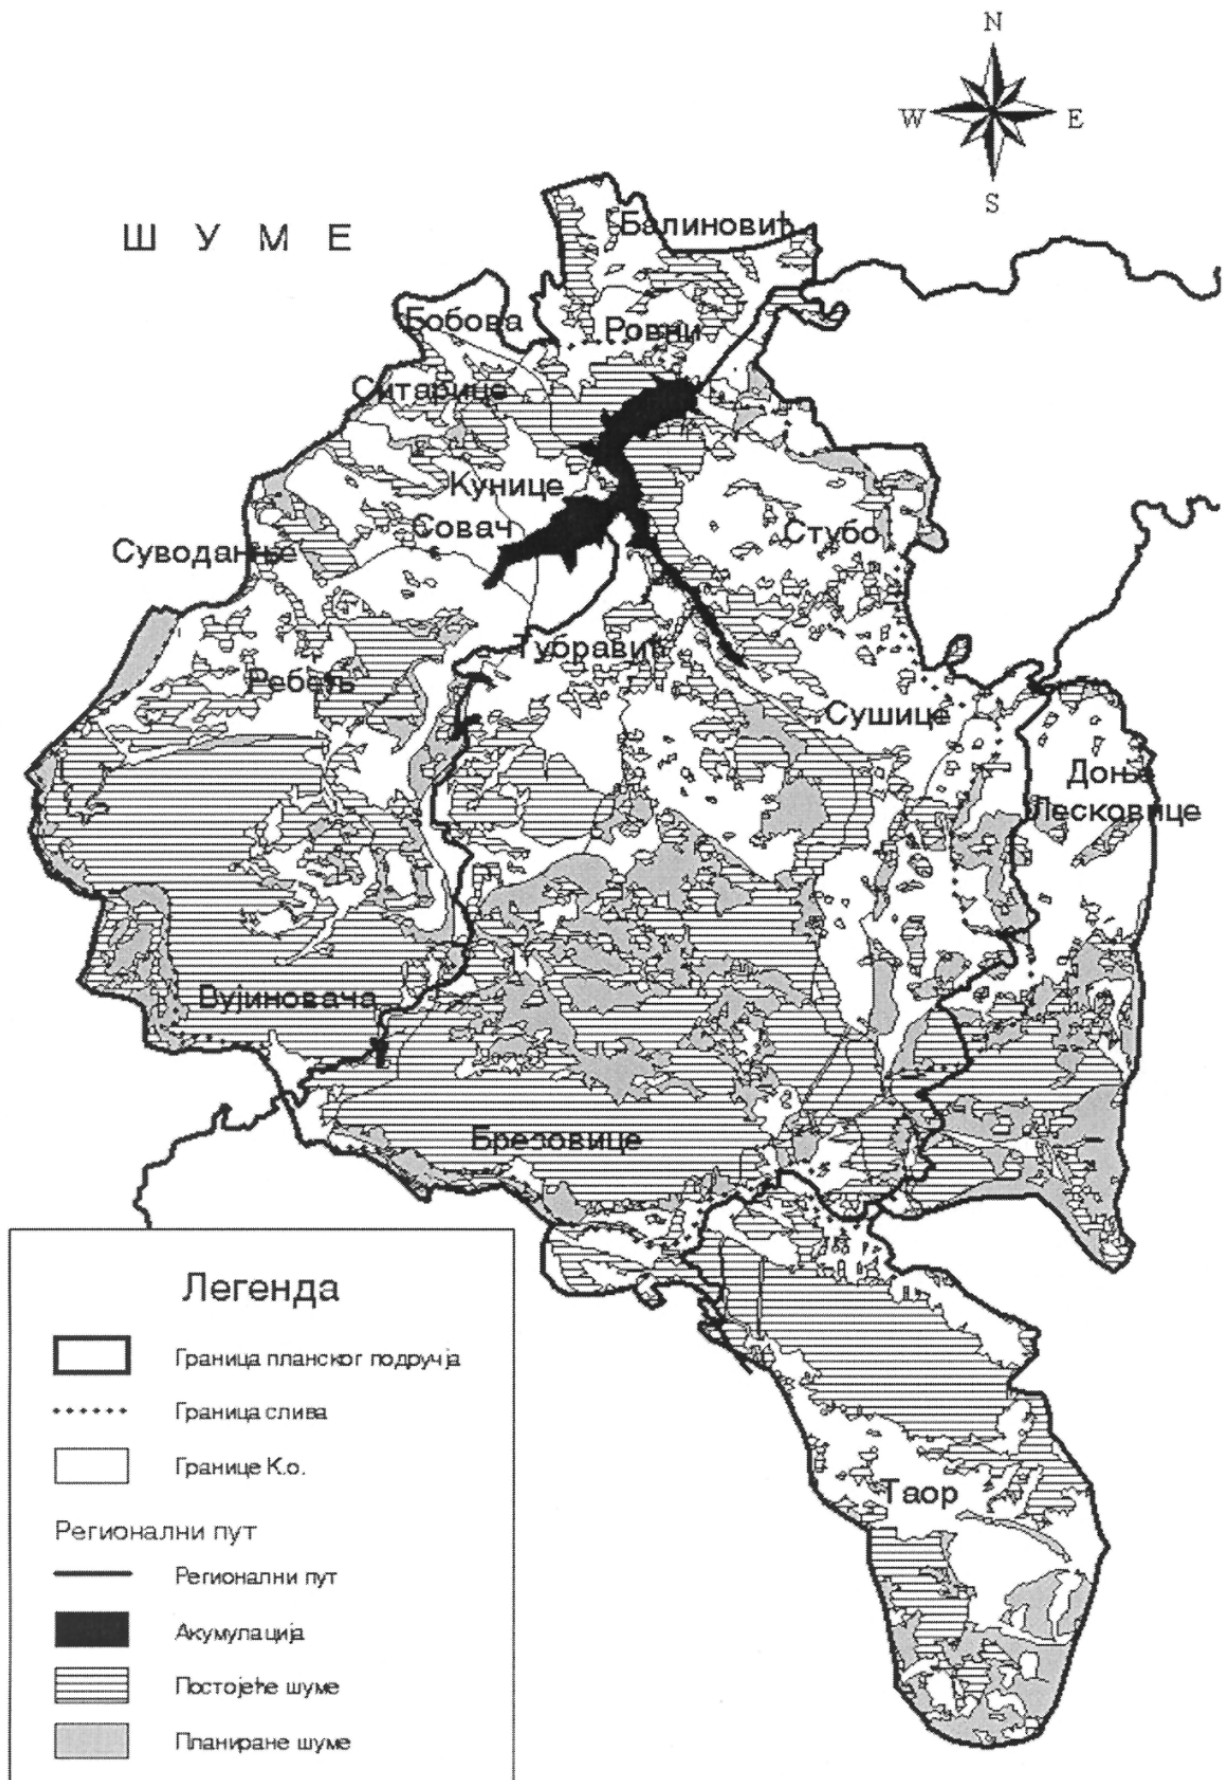 N
W E
S
Ш У М Е
Балиновић
Бобова
Ровни
Ситарице
Кунице
Совач
Стубо
Суводање
Тубравић
Ребељ
Сушице
Доње
Лесковице
Вујиновача
Брезовице
Таор
Легенда
Граница планског подручја
Граница слива
Границе К.о.
Регионални пут
Регионални пут
Акумулација
Постојеће шуме
Планиране шуме